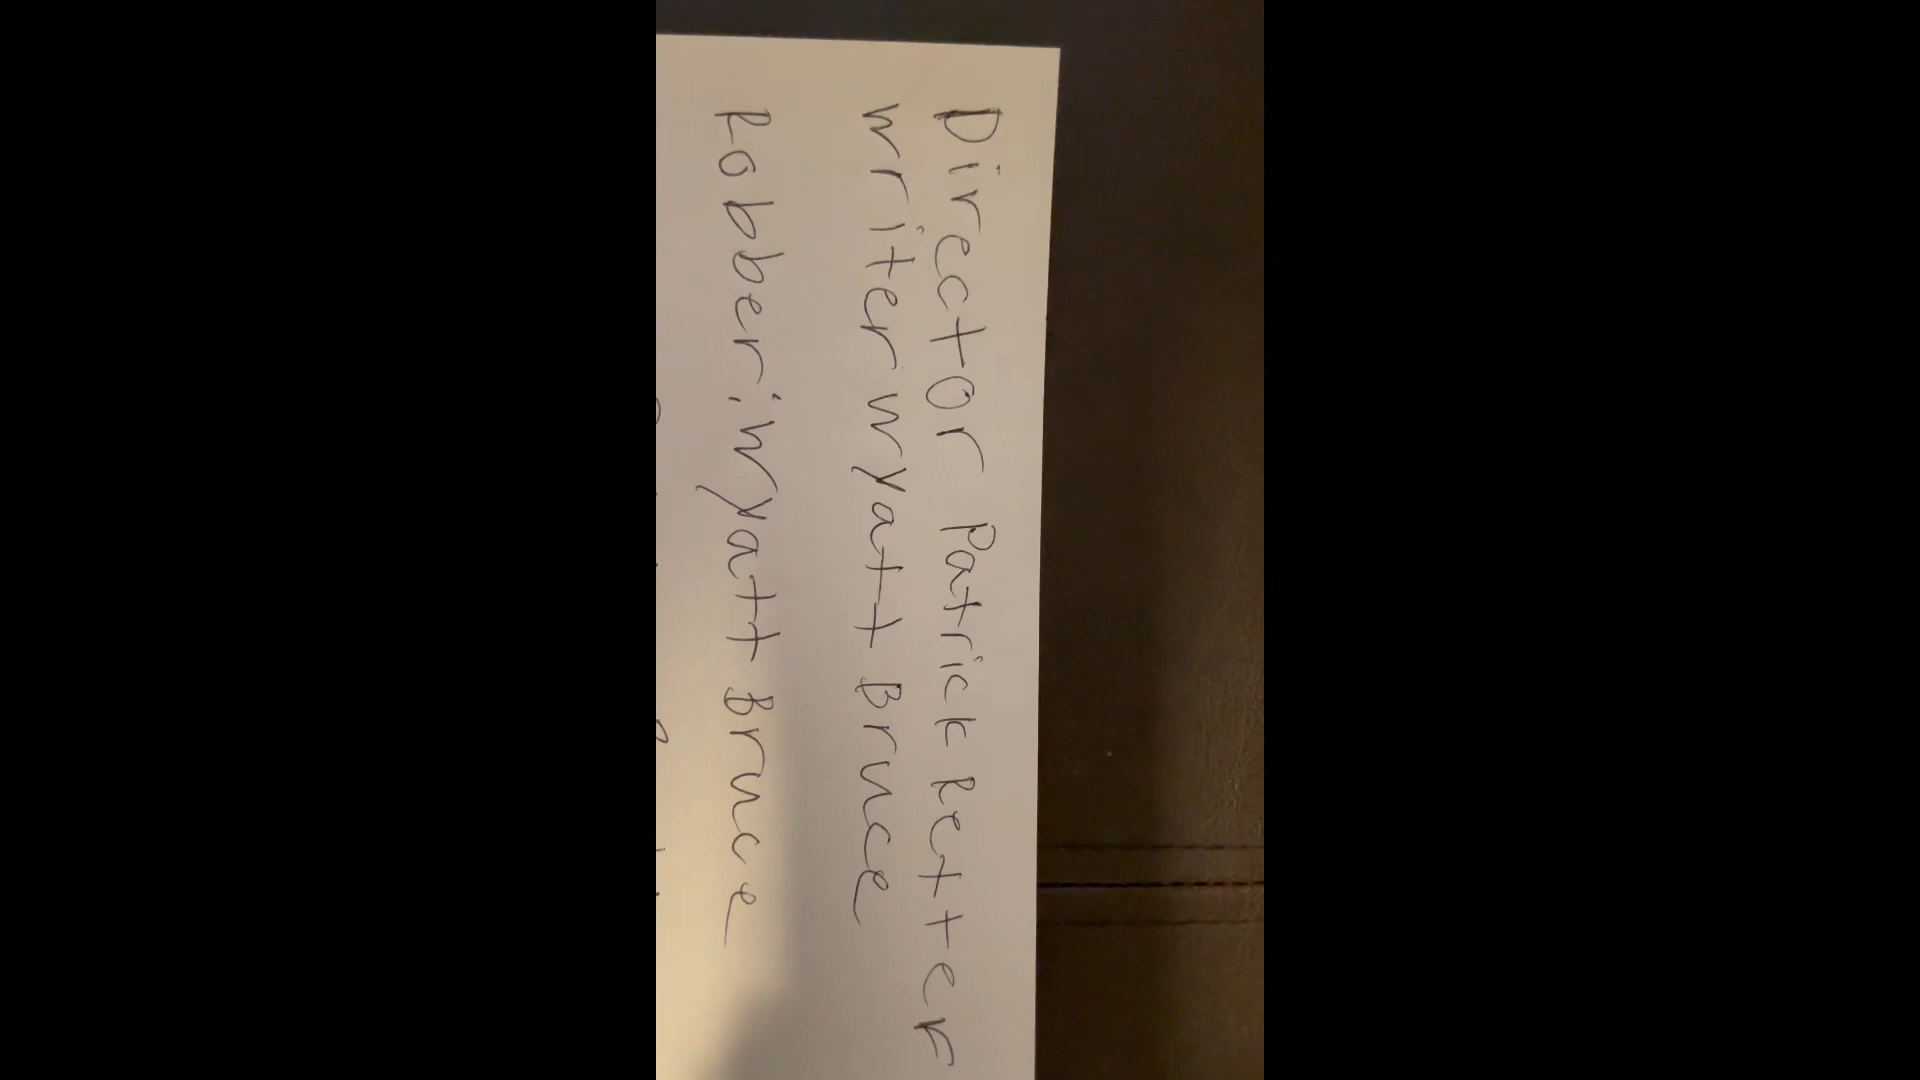 Director Patrick Retter
writer wyatt Bruce
Robber: Wyatt Bruce